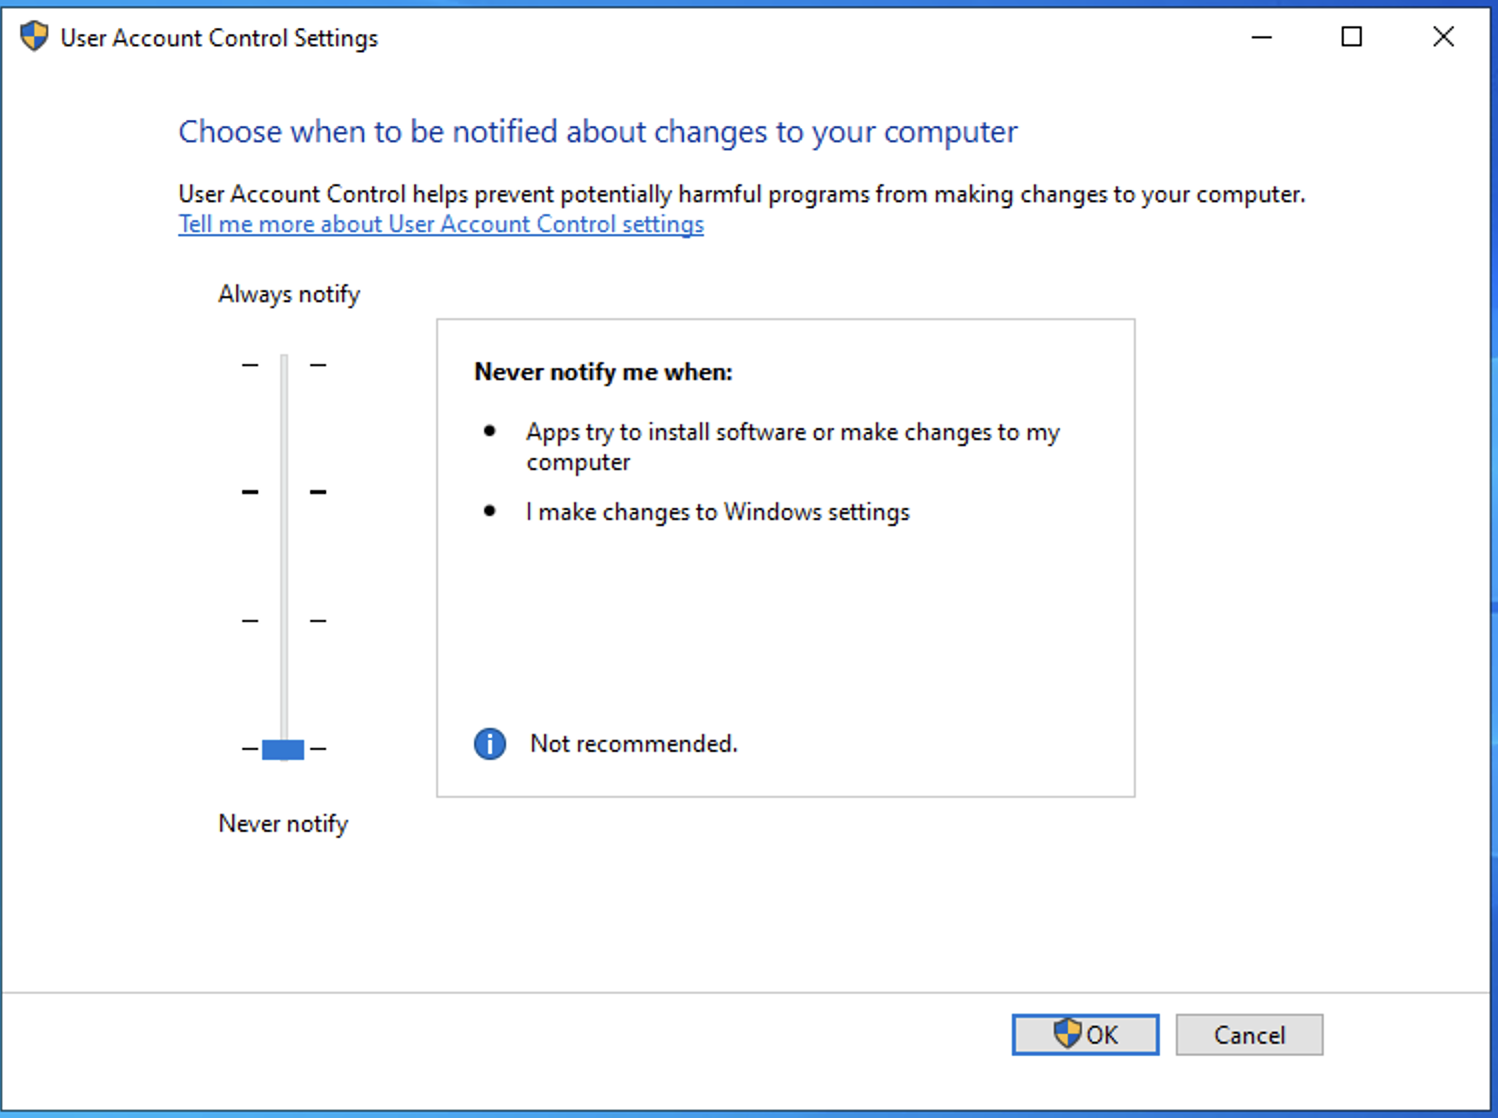 User Account Control Settings
Choose when to be notified about changes to your computer
User Account Control helps prevent potentially harmful programs from making changes to your computer.
Tell me more about User Account Control settings
Always notify
Never notify me when:
Apps try to install software or make changes to my
computer
I make changes to Windows settings
Not recommended.
Never notify
OK
Cancel